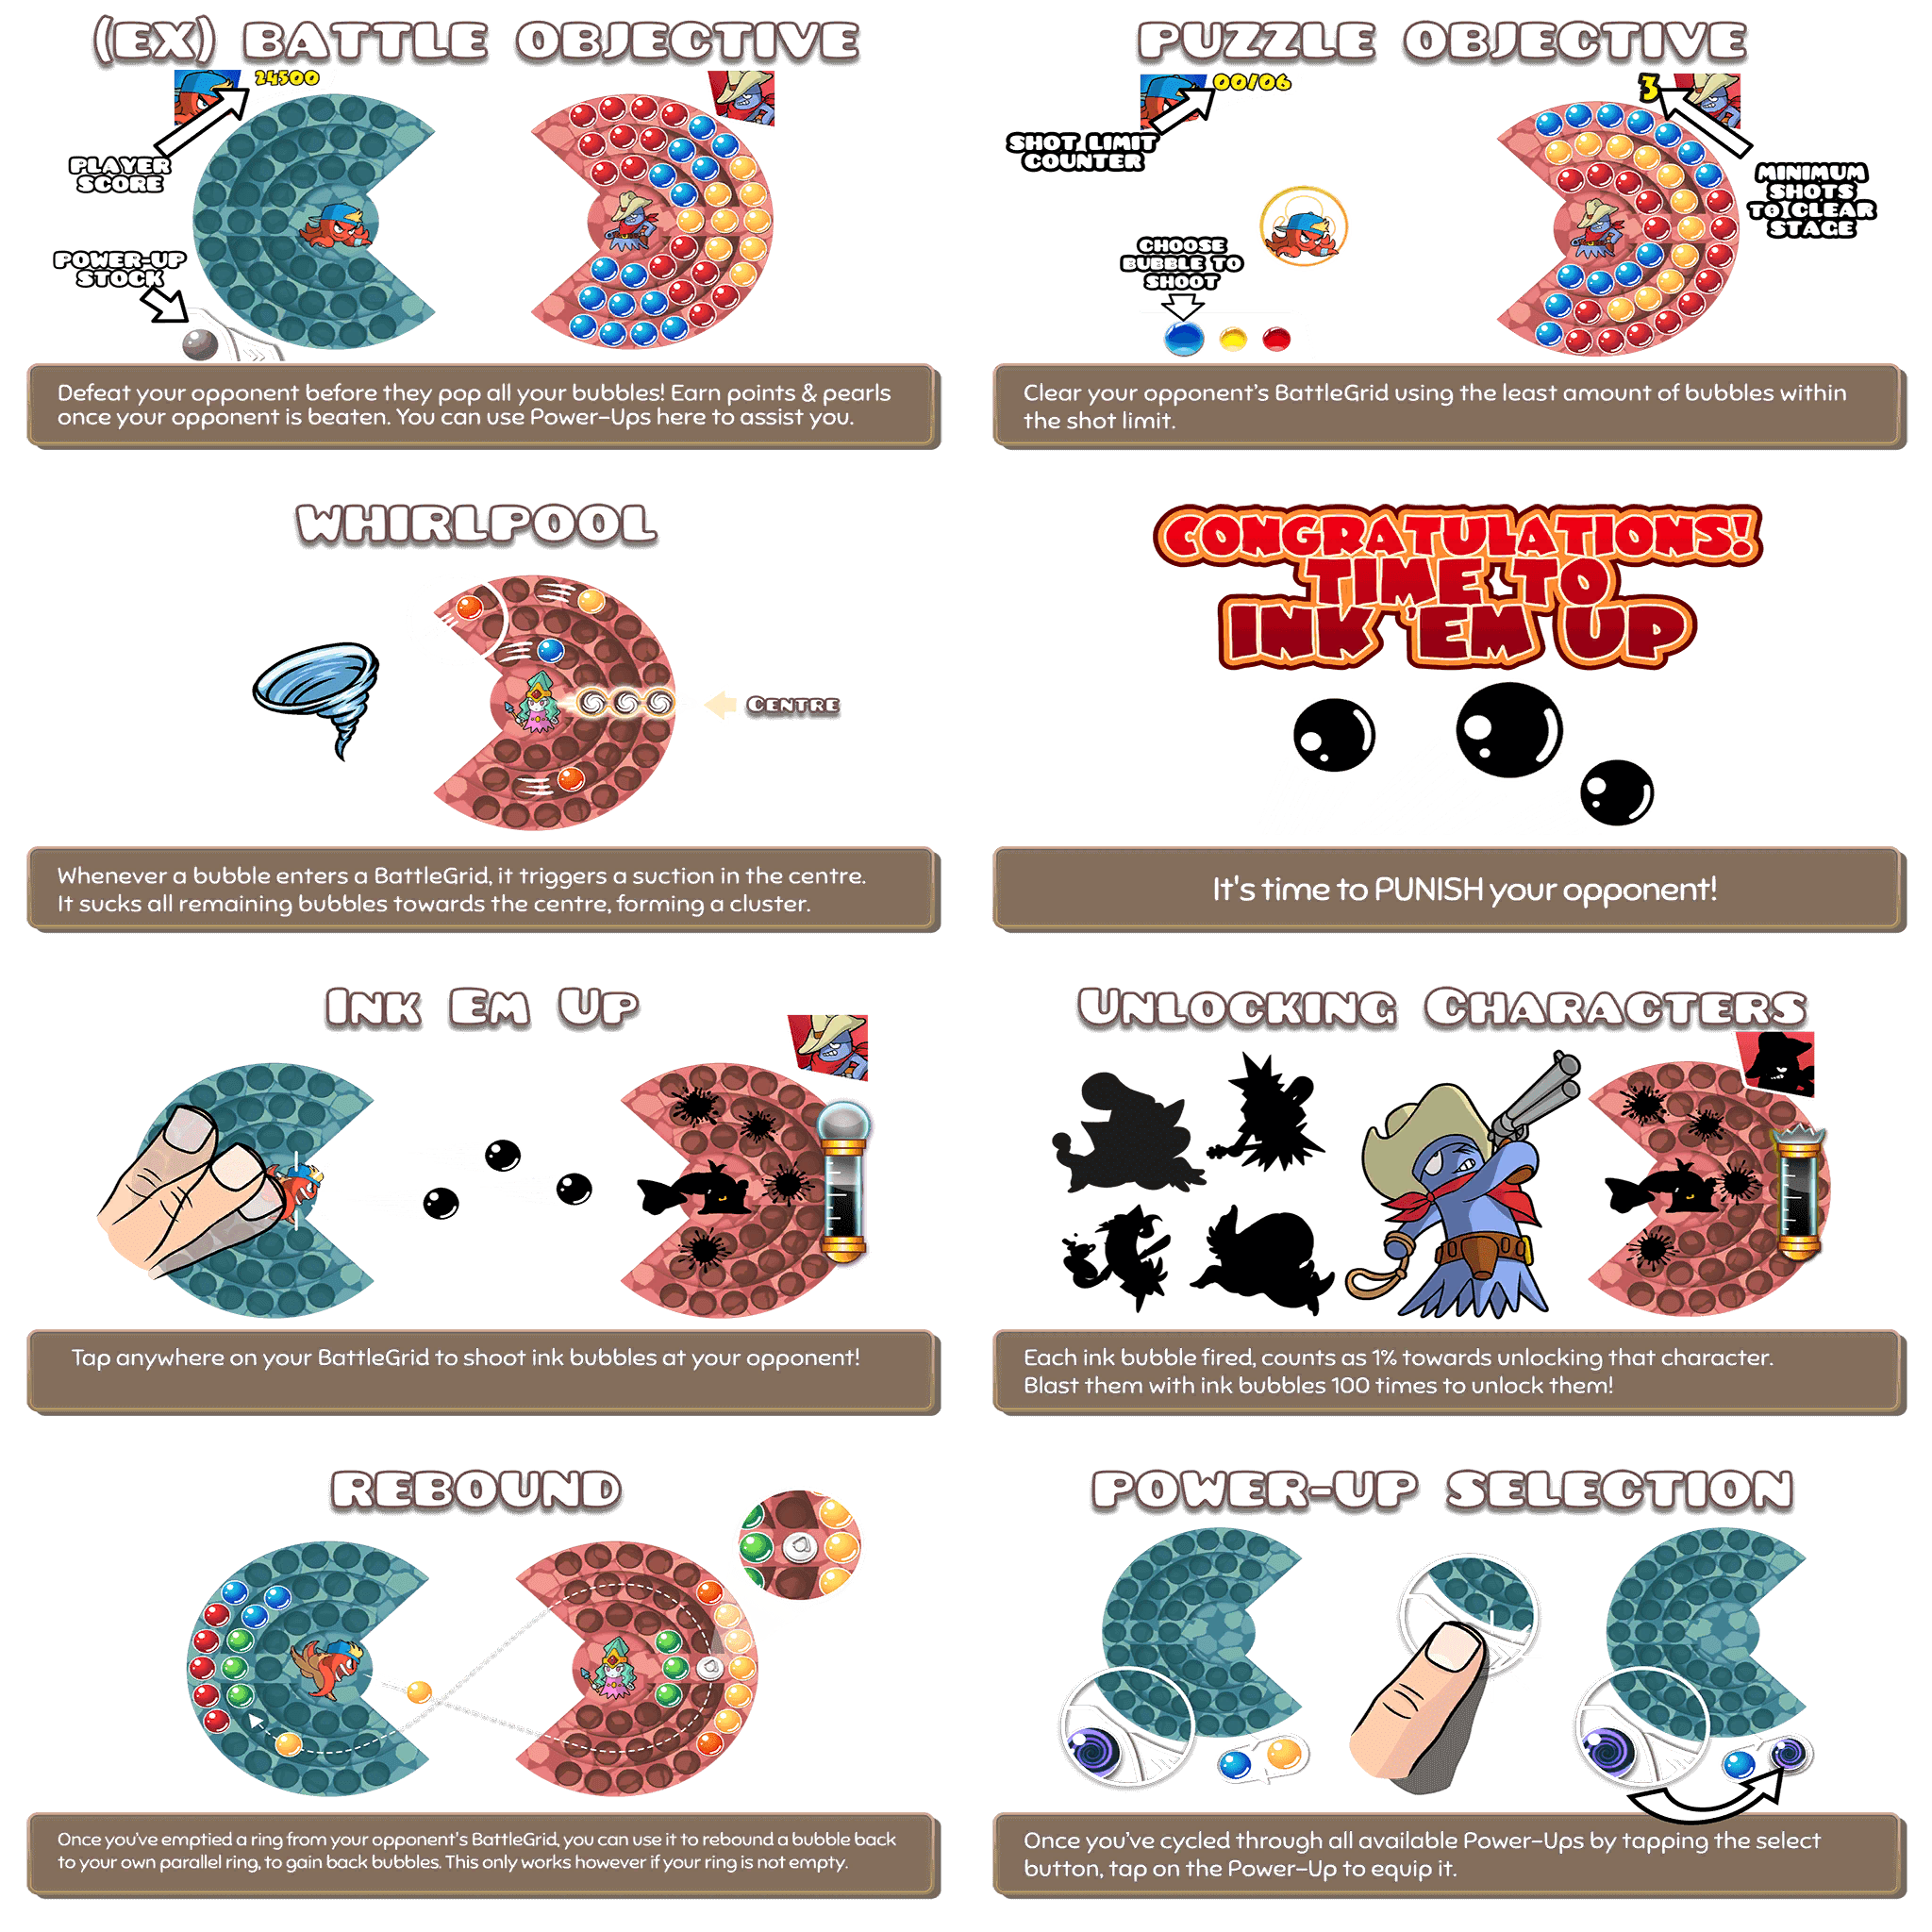 (EX) BATTLE OBJECTIVE
24500
PLAYER
SCORE
POWER-UP
STOCK
Defeat your opponent before they pop all your bubbles! Earn points & pearls
once your opponent is beaten. You can use Power-Ups here to assist you.
PUZZLE OBJECTIVE
00/06
3
SHOT LIMIT
COUNTER
CHOOSE
BUBBLE TO
SHOOT
MINIMUM
SHOTS
TO CLEAR
STAGE
Clear your opponent's BattleGrid using the least amount of bubbles within
the shot limit.
WHIRLPOOL
CENTRE
Whenever a bubble enters a BattleGrid, it triggers a suction in the centre.
It sucks all remaining bubbles towards the centre, forming a cluster.
CONGRATULATIONS!
TIME TO
INK 'EM UP
It's time to PUNISH your opponent!
INK EM UP
Tap anywhere on your BattleGrid to shoot ink bubbles at your opponent!
UNLOCKING CHARACTERS
Each ink bubble fired, counts as 1% towards unlocking that character.
Blast them with ink bubbles 100 times to unlock them!
REBOUND
Once you've emptied a ring from your opponent's BattleGrid, you can use it to rebound a bubble back
to your own parallel ring, to gain back bubbles. This only works however if your ring is not empty.
POWER-UP SELECTION
Once you've cycled through all available Power-Ups by tapping the select
button, tap on the Power-Up to equip it.